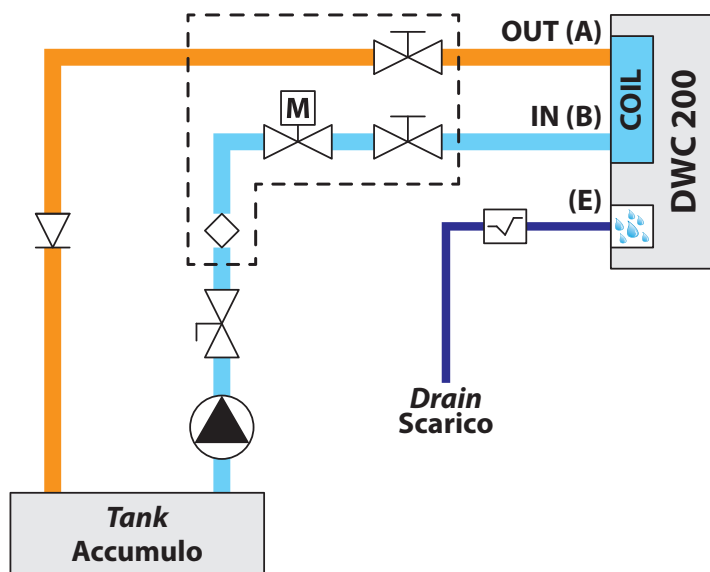 OUT (A)
M
IN (B)
COIL
DWC 200
(E)
Drain
Scarico
Tank
Accumulo